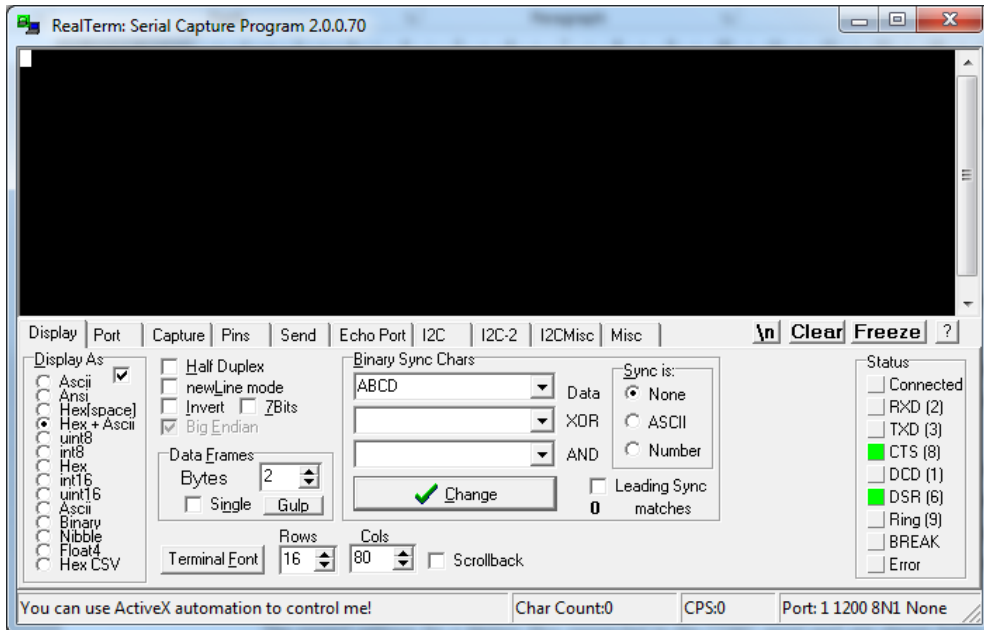 RealTerm: Serial Capture Program 2.0.0.70
Display Port Capture Pins Send Echo Port I2C I2C-2 I2CMisc Misc \n Clear Freeze ?
Display As
Ascii
Ansi
Hex[space]
Hex + Ascii
uint8
int8
Hex
int16
uint16
Ascii
Binary
Nibble
Float4
Hex CSV
Half Duplex
newLine mode
Invert 7Bits
Big Endian
Data Frames
Bytes 2
Single Gulp
Binary Sync Chars
ABCD Data
XOR
AND
Change
Sync is:
None
ASCII
Number
Leading Sync
0 matches
Rows Cols
Terminal Font 16 80 Scrollback
Status
Connected
RXD (2)
TXD (3)
CTS (8)
DCD (1)
DSR (6)
Ring (9)
BREAK
Error
You can use ActiveX automation to control me! Char Count:0 CPS:0 Port: 1 1200 8N1 None